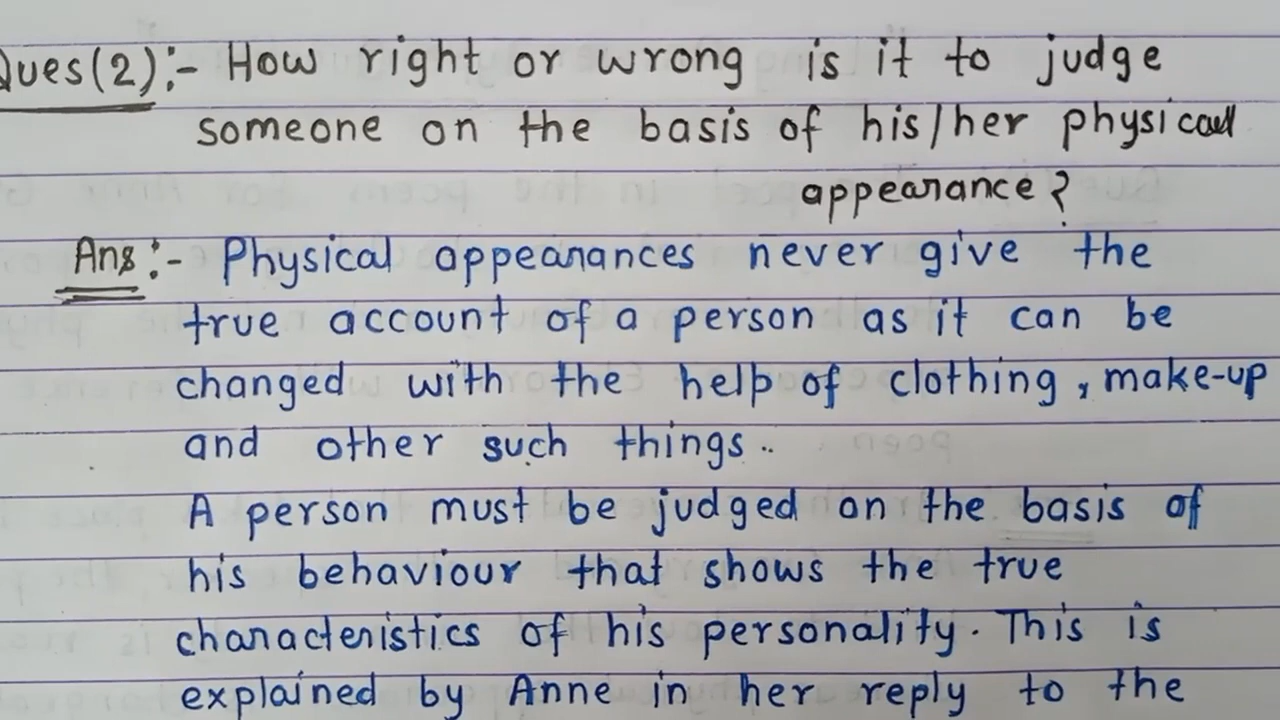 Ques(2):- How right or wrong is it to judge
someone on the basis of his/her physical
appearance?
Ans:- Physical appearances never give the
true account of a person as it can be
changed with the help of clothing, make-up
and other such things..
A person must be judged on the basis of
his behaviour that shows the true
characteristics of his personality. This is
explained by Anne in her reply to the